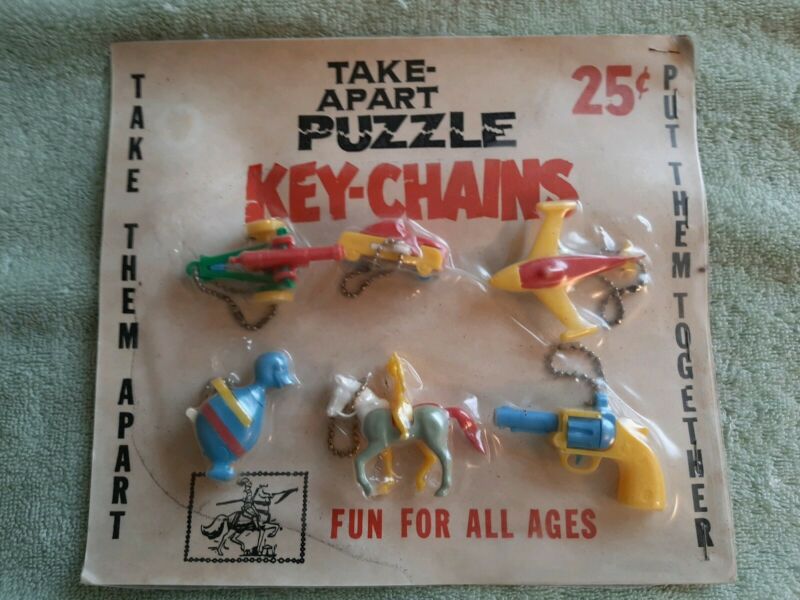 TAKE-
APART
PUZZLE
25¢
KEY-CHAINS
TAKE THEM APART
PUT THEM TOGETHER
FUN FOR ALL AGES